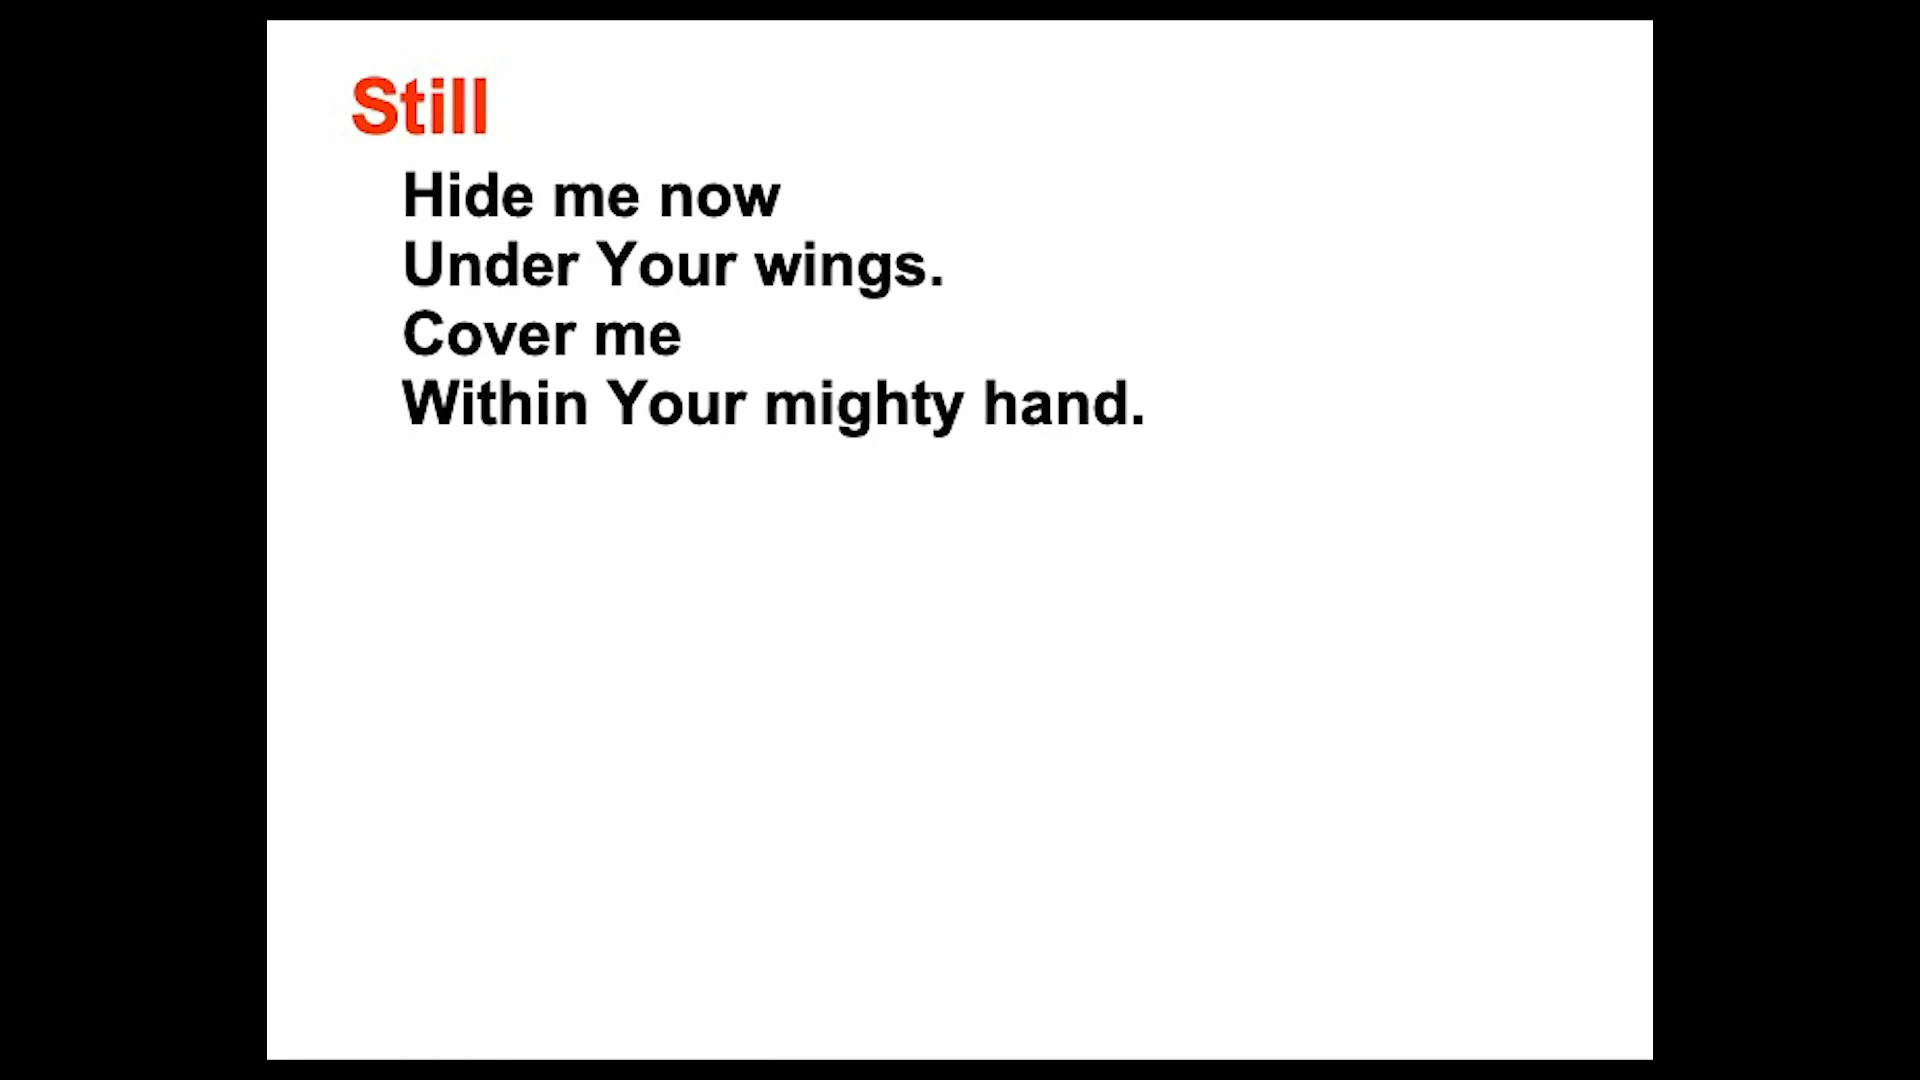 Still
Hide me now
Under Your wings.
Cover me
Within Your mighty hand.